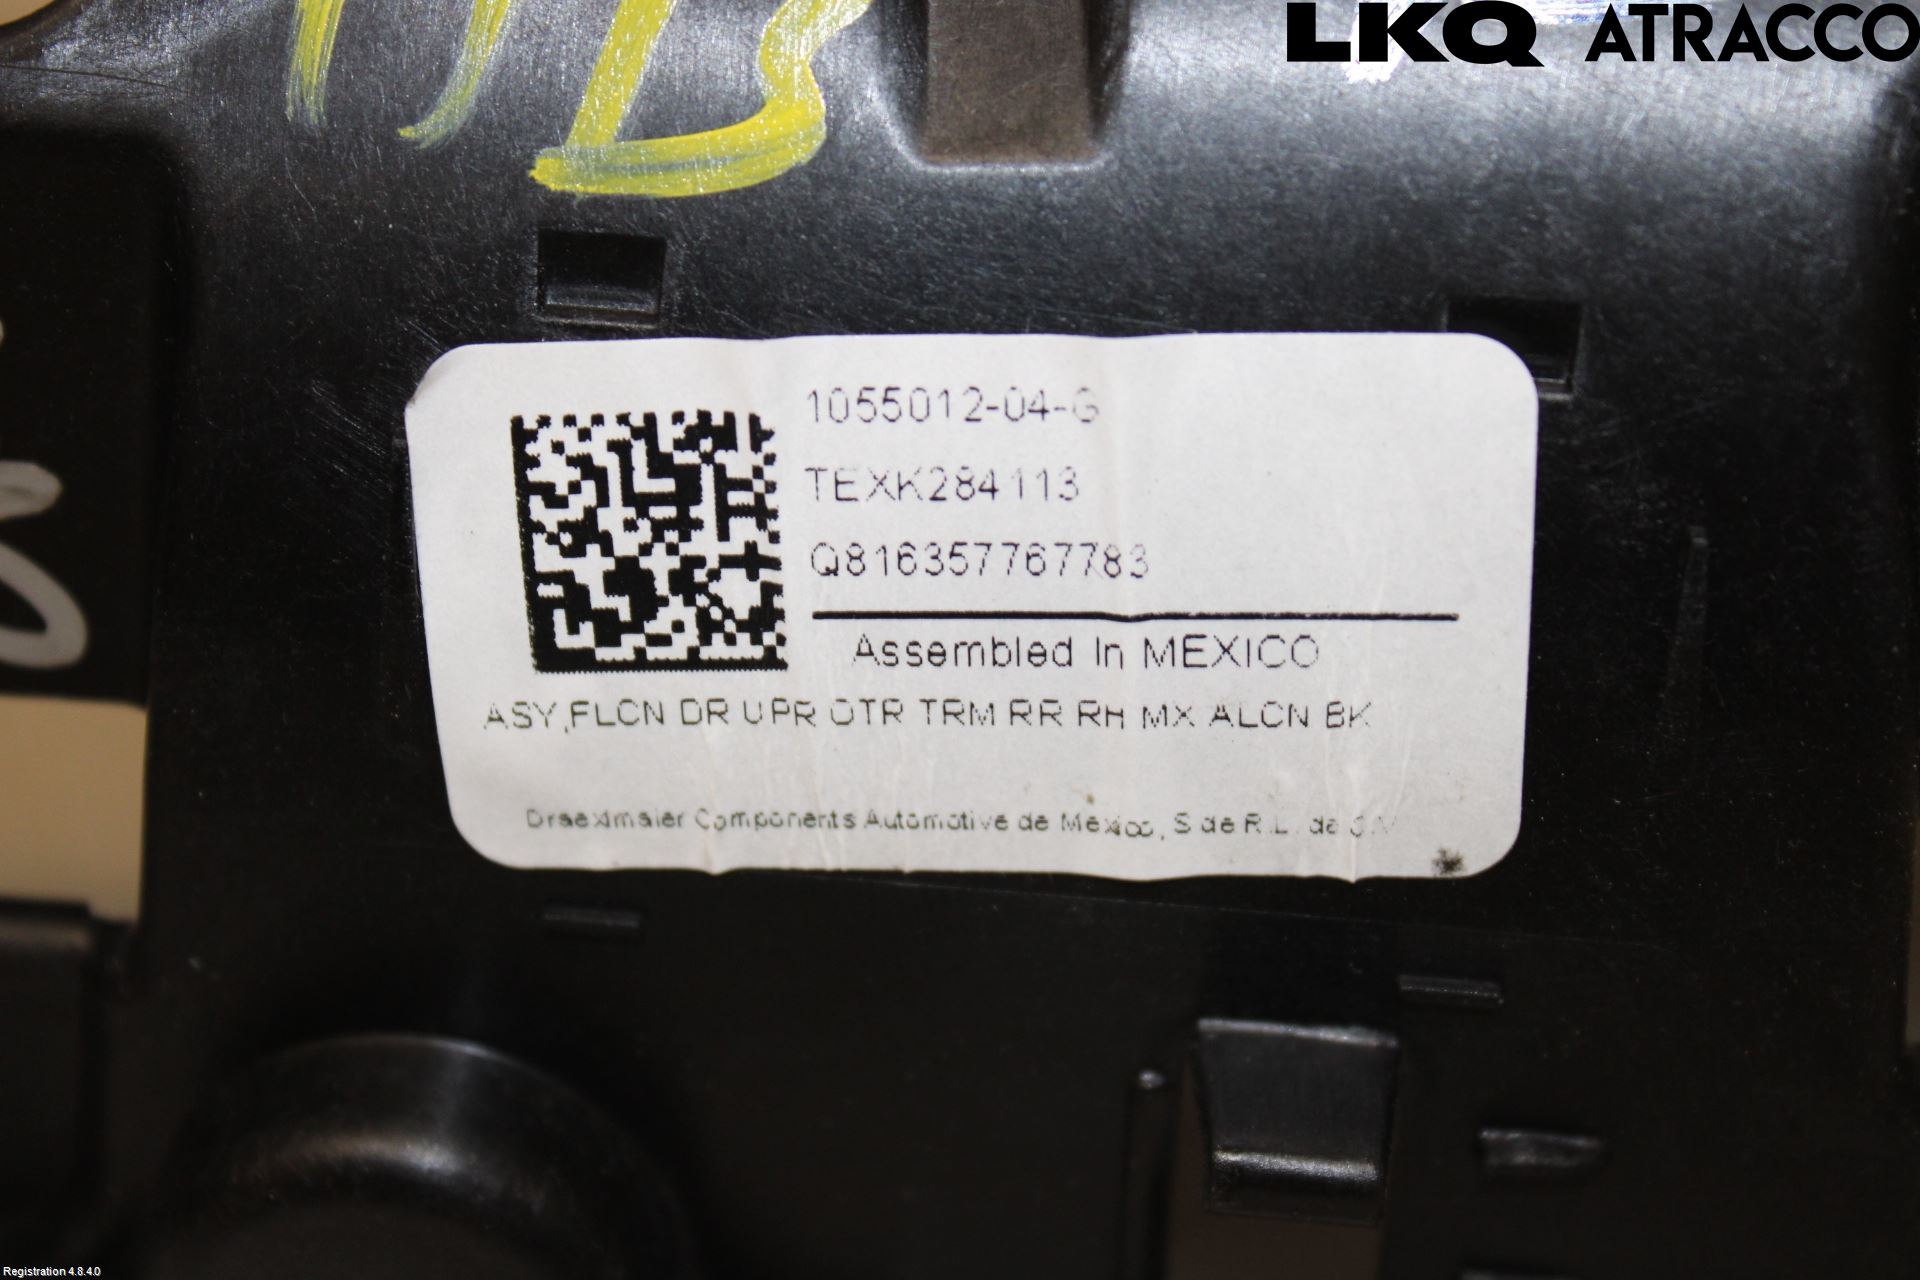 LKQ ATRACCO
1055012-04-G
TEXK284113
Q816357767783
Assembled In MEXICO
ASY,FLCN DR UPR OTR TRM RR RH MX ALCN BK
Draexlmaier Components Automotive de Mexico, S de R.L. de C.V
Registration 4.8.4.0